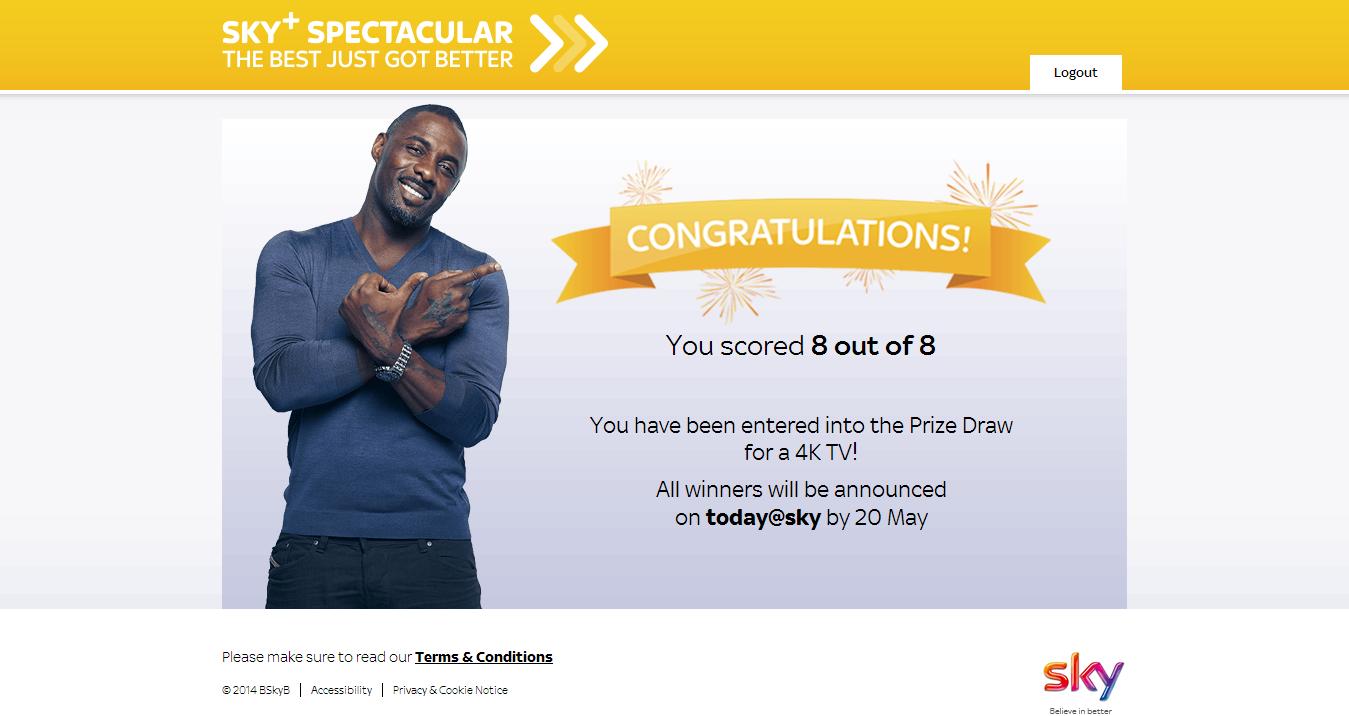 SKY+ SPECTACULAR
THE BEST JUST GOT BETTER
Logout
CONGRATULATIONS!
You scored 8 out of 8
You have been entered into the Prize Draw
for a 4K TV!
All winners will be announced
on today@sky by 20 May
Please make sure to read our Terms & Conditions
© 2014 BSkyB | Accessibility | Privacy & Cookie Notice
sky
Believe in better